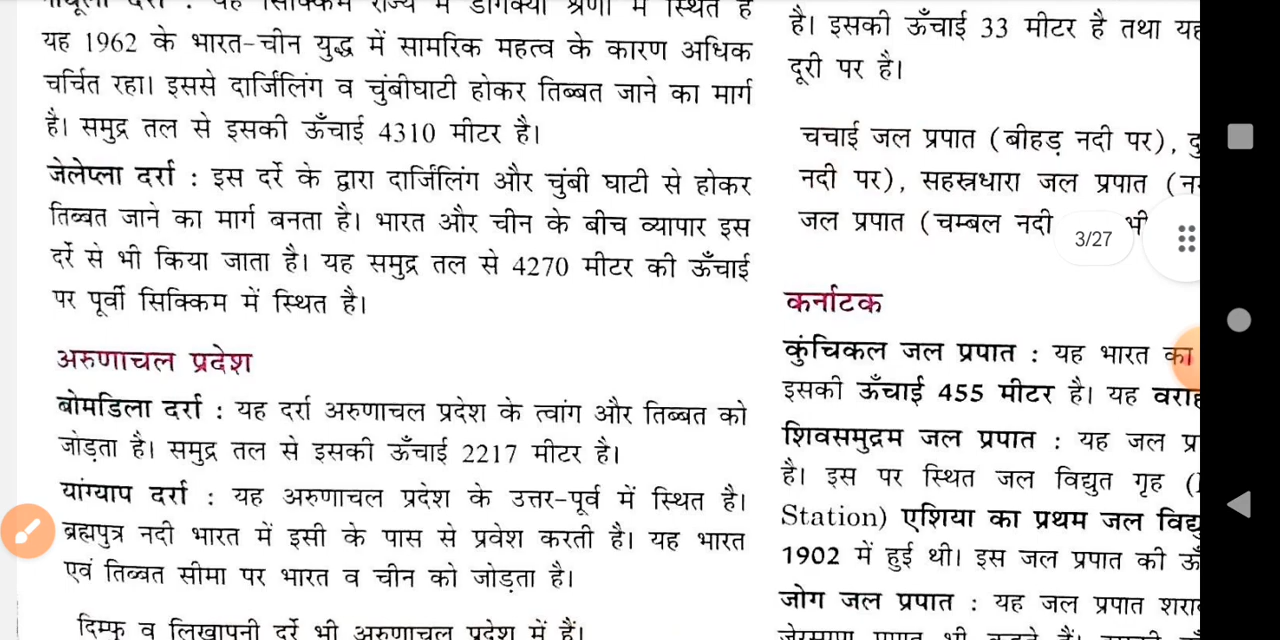 यह 1962 के भारत-चीन युद्ध में सामरिक महत्व के कारण अधिक
चर्चित रहा। इससे दार्जिलिंग व चुंबीघाटी होकर तिब्बत जाने का मार्ग
है। समुद्र तल से इसकी ऊँचाई 4310 मीटर है।
जेलेप्ला दर्रा : इस दर्रे के द्वारा दार्जिलिंग और चुंबी घाटी से होकर
तिब्बत जाने का मार्ग बनता है। भारत और चीन के बीच व्यापार इस
दर्रे से भी किया जाता है। यह समुद्र तल से 4270 मीटर की ऊँचाई
पर पूर्वी सिक्किम में स्थित है।
अरुणाचल प्रदेश
बोमडिला दर्रा : यह दर्रा अरुणाचल प्रदेश के त्वांग और तिब्बत को
जोड़ता है। समुद्र तल से इसकी ऊँचाई 2217 मीटर है।
यांग्याप दर्रा : यह अरुणाचल प्रदेश के उत्तर-पूर्व में स्थित है।
ब्रह्मपुत्र नदी भारत में इसी के पास से प्रवेश करती है। यह भारत
एवं तिब्बत सीमा पर भारत व चीन को जोड़ता है।
दिम्फू व लिखापनी दर्रे भी अरुणाचल प्रदेश में हैं।
है। इसकी ऊँचाई 33 मीटर है तथा यह
दूरी पर है।
चचाई जल प्रपात (बीहड़ नदी पर),
नदी पर), सहस्त्रधारा जल प्रपात
जल प्रपात (चम्बल नदी
3/27
कर्नाटक
कुंचिकल जल प्रपात : यह भारत का
इसकी ऊँचाई 455 मीटर है। यह
शिवसमुद्रम जल प्रपात : यह जल
है। इस पर स्थित जल विद्युत गृह
Station) एशिया का प्रथम जल
1902 में हुई थी। इस जल प्रपात की
जोग जल प्रपात : यह जल प्रपात